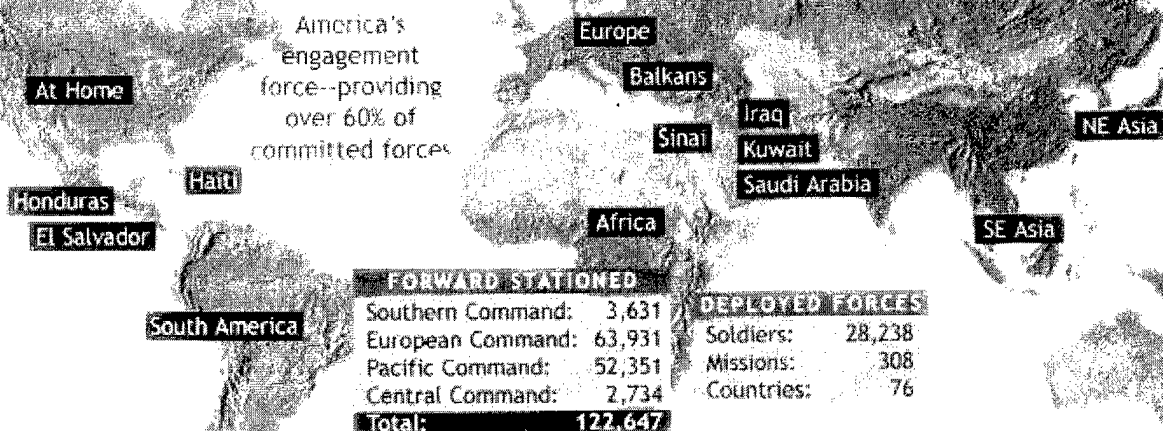 America's
engagement
force--providing
over 60% of
committed forces
At Home
Haiti
Honduras
El Salvador
South America
Europe
Balkans
Sinai
Iraq
Kuwait
Saudi Arabia
Africa
NE Asia
SE Asia
FORWARD STATIONED
Southern Command: 3,631
European Command: 63,931
Pacific Command: 52,351
Central Command: 2,734
Total: 122,647
DEPLOYED FORCES
Soldiers: 28,238
Missions: 308
Countries: 76